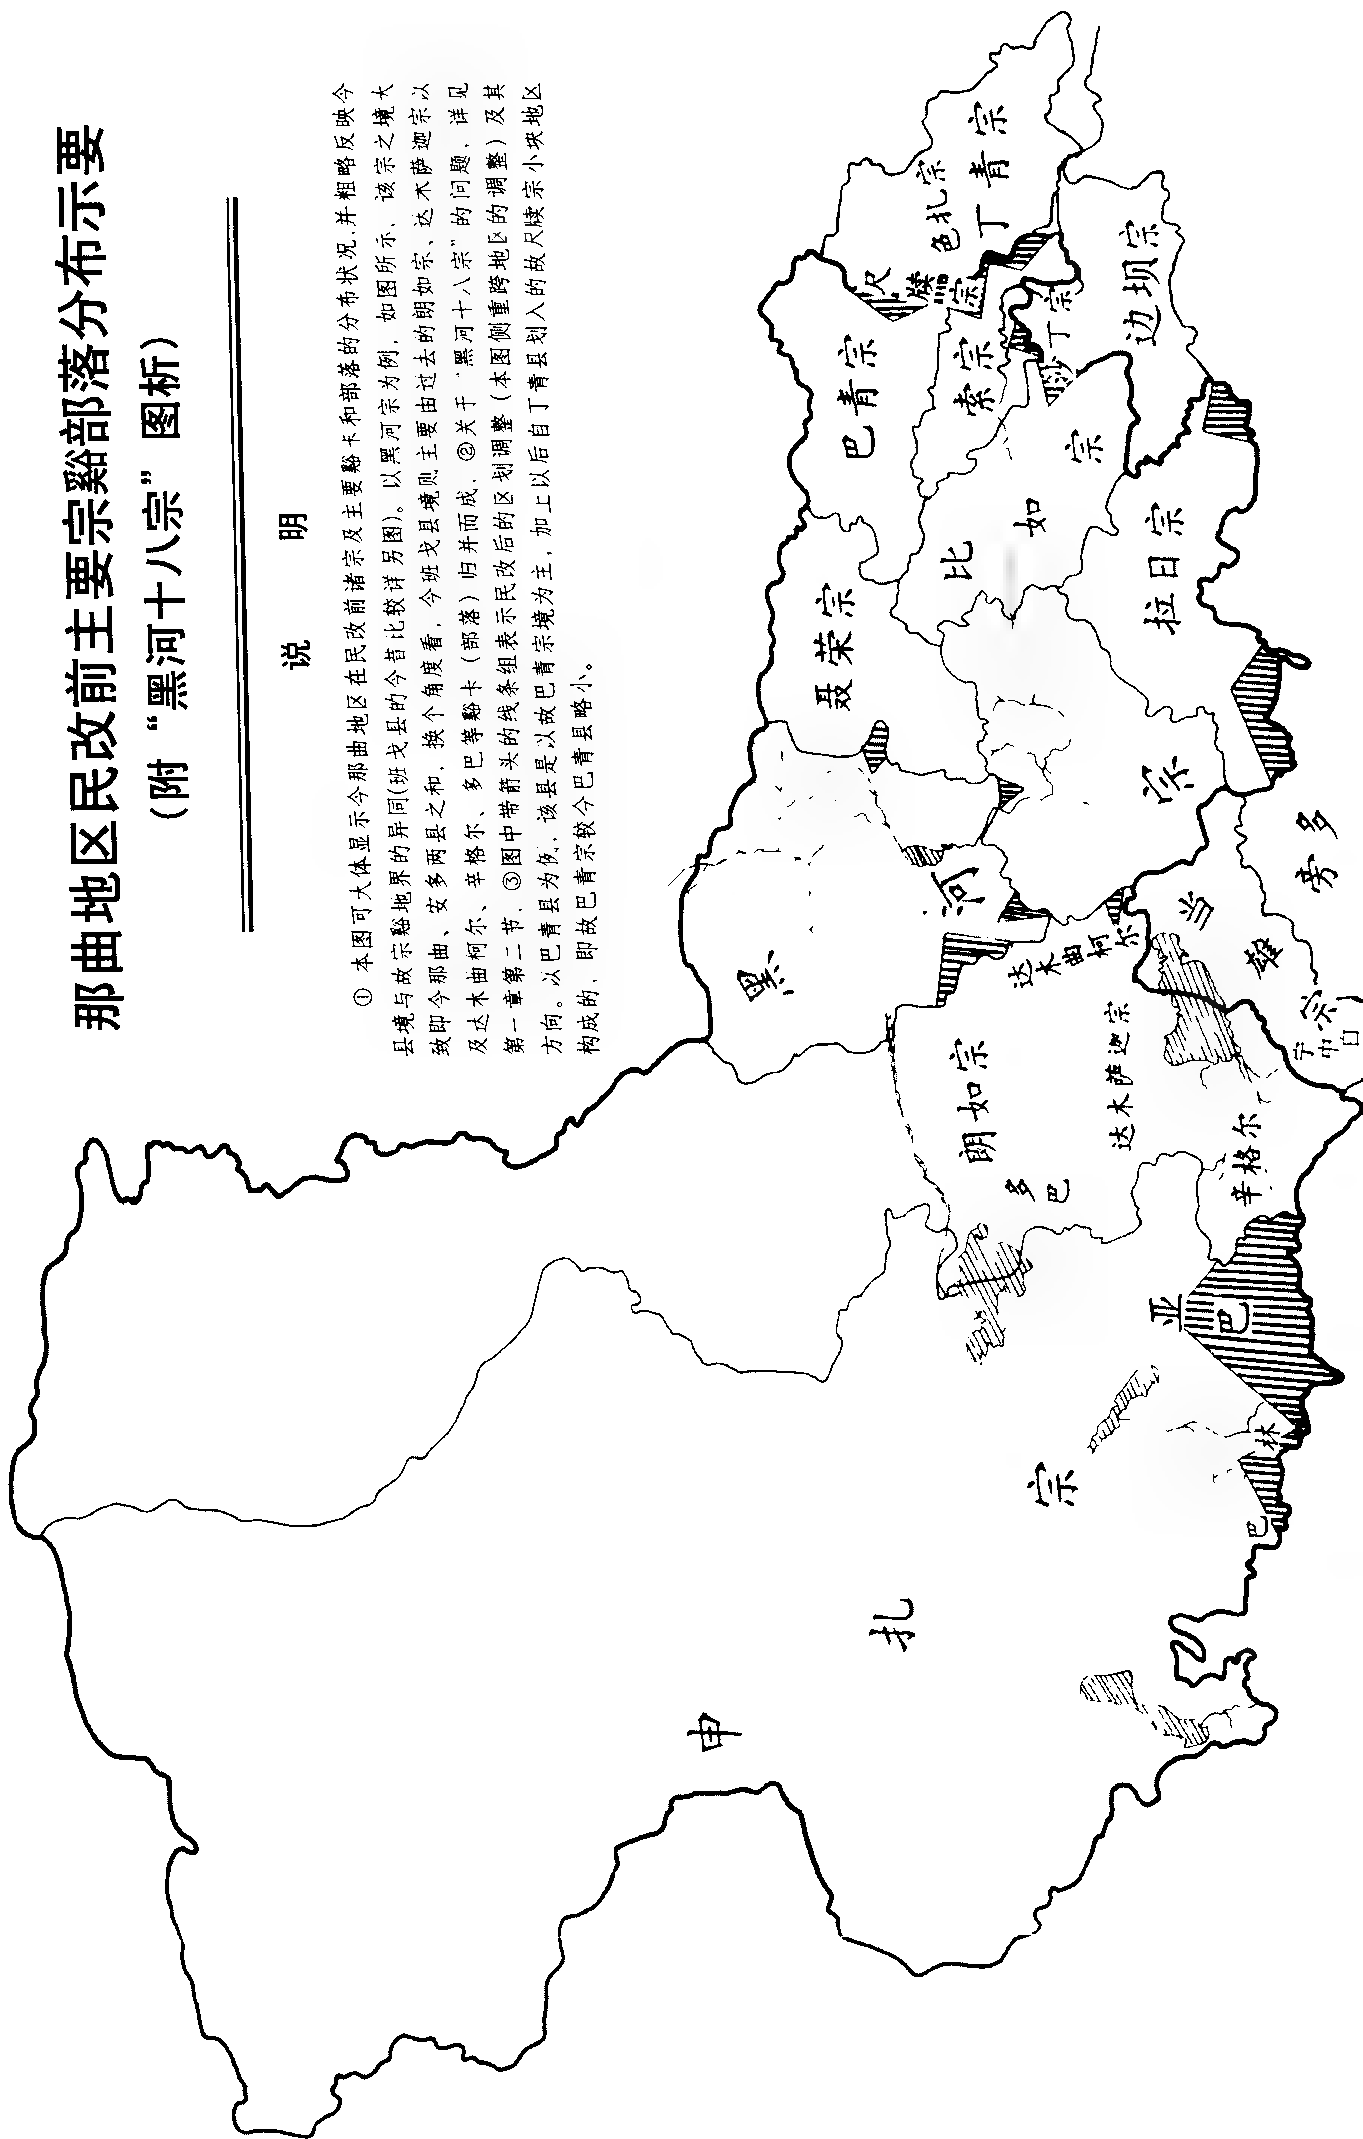 那曲地区民改前主要宗谿部落分布示要
(附“黑河十八宗”图析)
说 明
① 本图可大体显示今那曲地区在民改前诸宗及主要谿卡和部落的分布状况,并粗略反映今
县境与故宗谿地界的异同(班戈县的今昔比较详另图)。以黑河宗为例,如图所示、该宗之境大
致即今那曲、安多两县之和,换个角度看,今班戈县境则主要由过去的朗如宗、达木萨迦宗以
及达木曲柯尔、辛格尔、多巴等谿卡(部落)归并而成。②关于“黑河十八宗”的问题,详见
第一章第二节。③图中带箭头的线条组表示民改后的区划调整(本图侧重跨地区的调整)及其
方向。以巴青县为例,该县是以故巴青宗境为主,加上以后自丁青县划入的故尺牍宗小块地区
构成的,即故巴青宗较今巴青县略小。
丁青宗
色扎宗
尺牍宗
巴青宗
索宗
沙丁宗
边坝宗
比如宗
聂荣宗
拉日宗
黑河宗
达木曲柯尔
当雄宗
旁多
宁中
朗如宗
达木萨迦宗
多巴
辛格尔
亚巴
申扎宗
林
巴